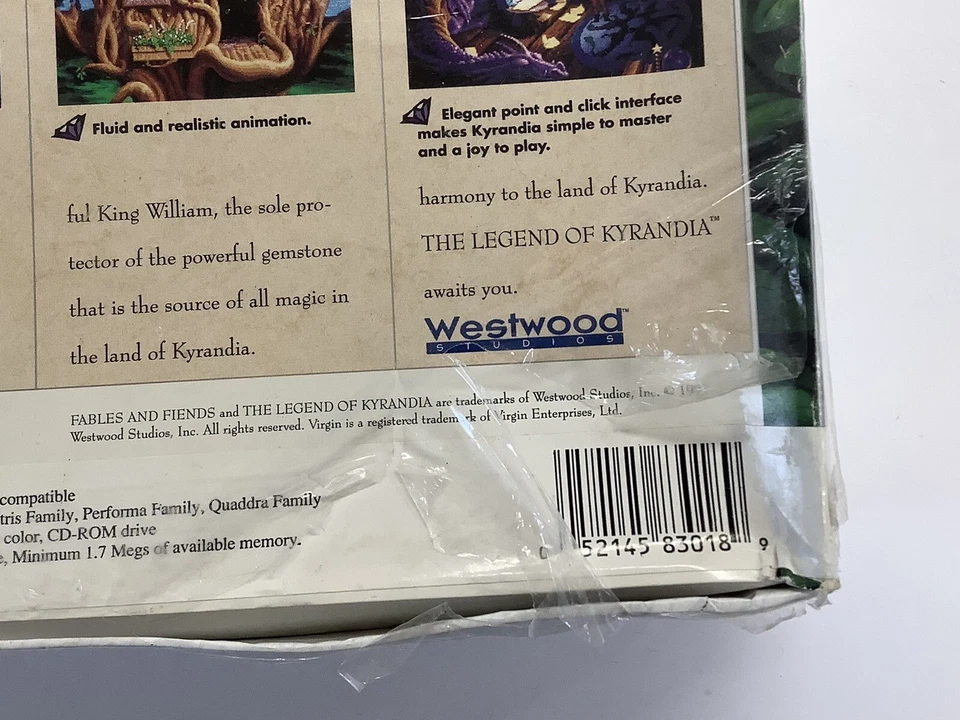 Fluid and realistic animation.
ful King William, the sole pro-
tector of the powerful gemstone
that is the source of all magic in
the land of Kyrandia.
Elegant point and click interface
makes Kyrandia simple to master
and a joy to play.
harmony to the land of Kyrandia.
THE LEGEND OF KYRANDIA™
awaits you.
Westwood™
STUDIOS
FABLES AND FIENDS and THE LEGEND OF KYRANDIA are trademarks of Westwood Studios, Inc. ©
Westwood Studios, Inc. All rights reserved. Virgin is a registered trademark of Virgin Enterprises, Ltd.
compatible
tris Family, Performa Family, Quaddra Family
color, CD-ROM drive
Minimum 1.7 Megs of available memory.
0 52145 83018 9